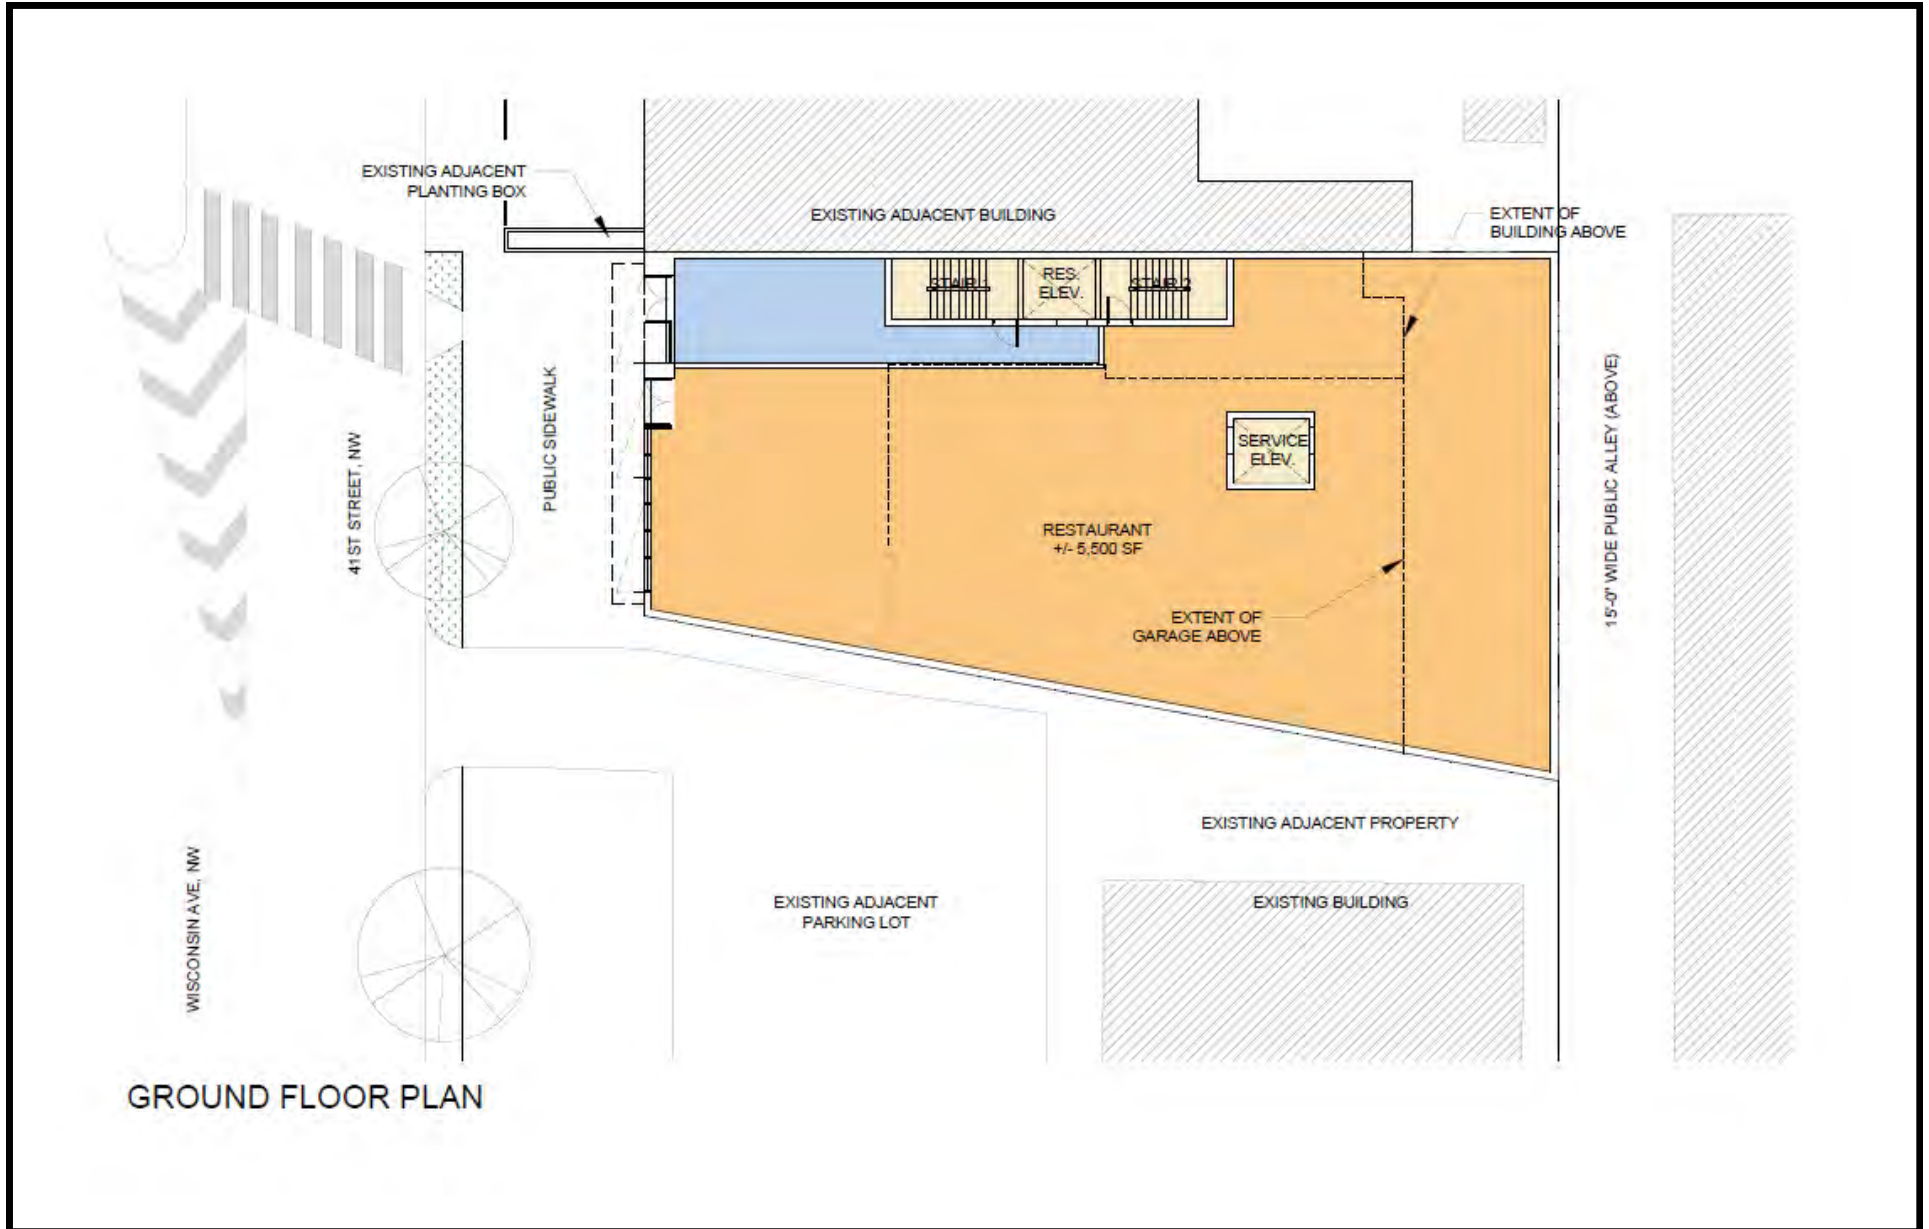 EXISTING ADJACENT
PLANTING BOX
EXISTING ADJACENT BUILDING
EXTENT OF
BUILDING ABOVE
STAIR 1
RES.
ELEV.
STAIR 2
PUBLIC SIDEWALK
41ST STREET, NW
SERVICE
ELEV.
RESTAURANT
+/- 5,500 SF
EXTENT OF
GARAGE ABOVE
15'-0" WIDE PUBLIC ALLEY (ABOVE)
EXISTING ADJACENT PROPERTY
WISCONSIN AVE, NW
EXISTING ADJACENT
PARKING LOT
EXISTING BUILDING
GROUND FLOOR PLAN